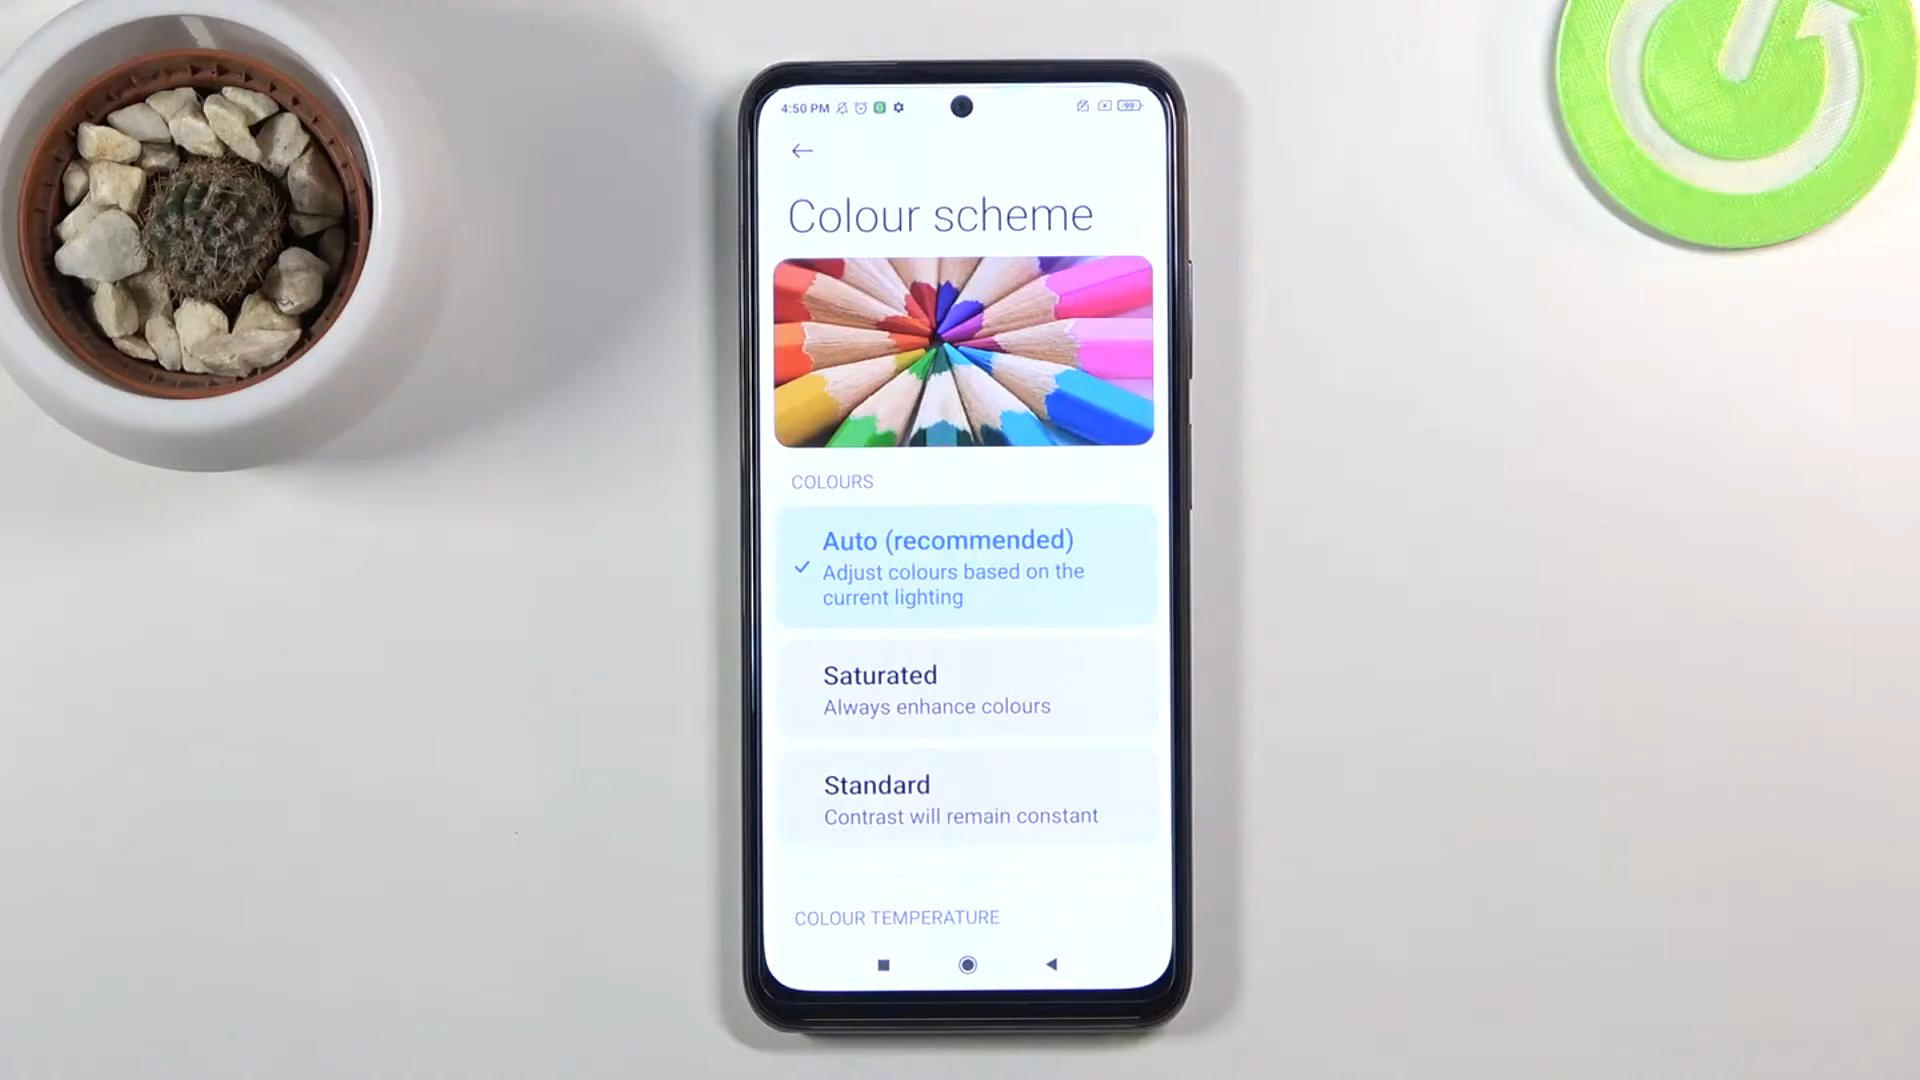 4:50 PM
99
Colour scheme
COLOURS
Auto (recommended)
Adjust colours based on the
current lighting
Saturated
Always enhance colours
Standard
Contrast will remain constant
COLOUR TEMPERATURE